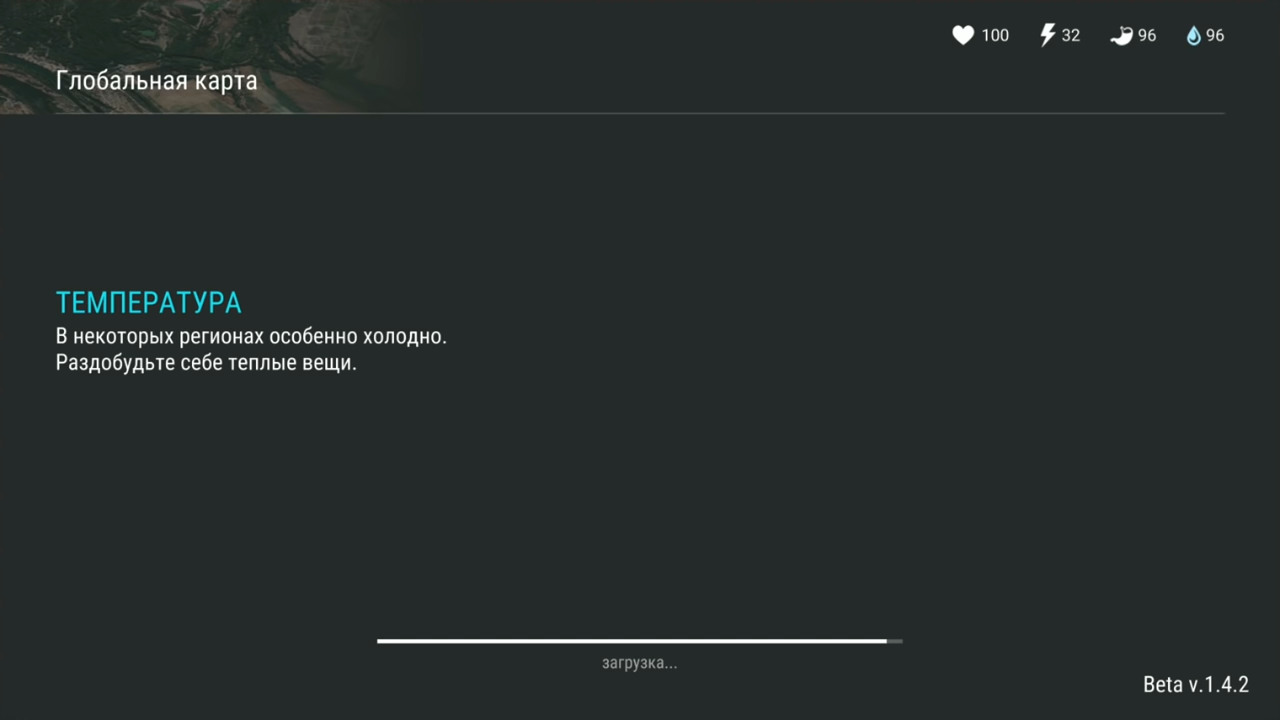 100 32 96 96
Глобальная карта
ТЕМПЕРАТУРА
В некоторых регионах особенно холодно.
Раздобудьте себе теплые вещи.
загрузка...
Beta v.1.4.2